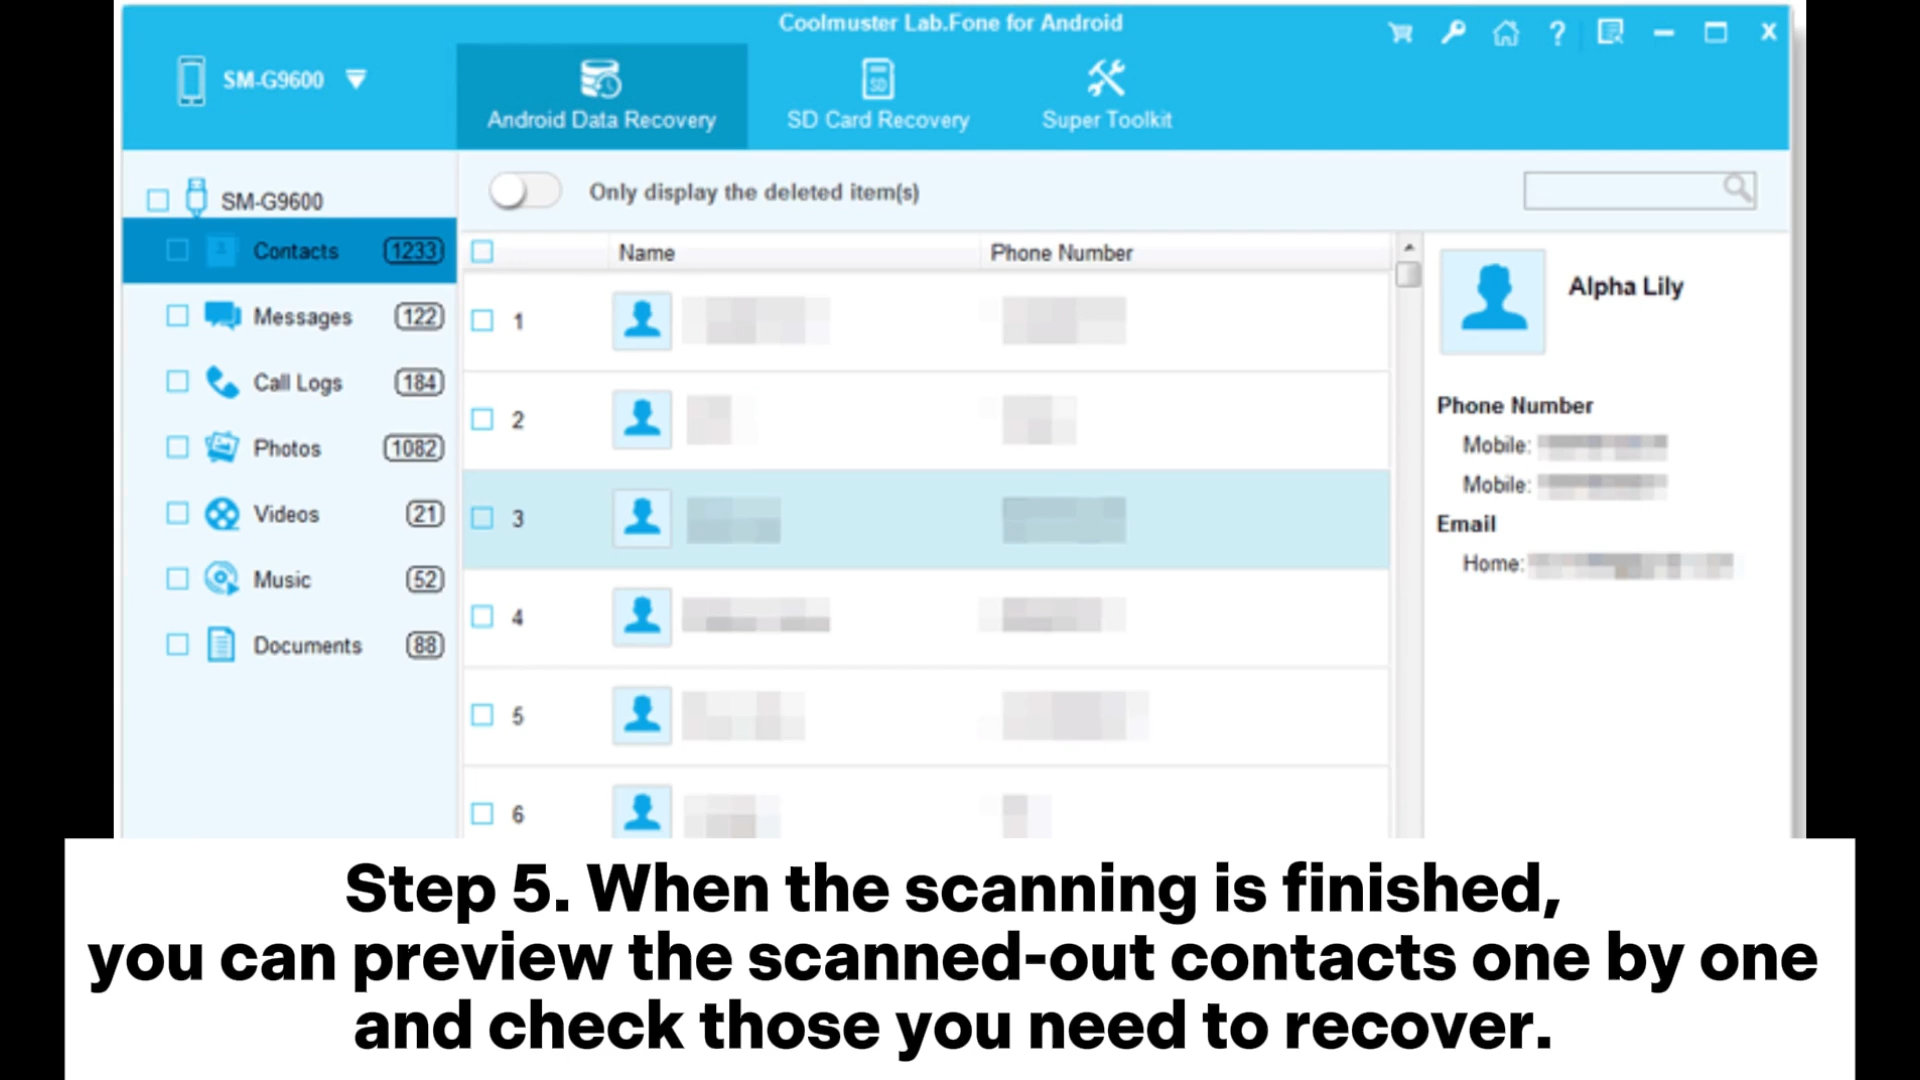 Coolmuster Lab.Fone for Android
SM-G9600
Android Data Recovery
SD
SD Card Recovery
Super Toolkit
?
X
SM-G9600
Only display the deleted item(s)
Contacts 1233
Messages 122
Call Logs 184
Photos 1082
Videos 21
Music 52
Documents 88
Name Phone Number
1
2
3
4
5
6
Alpha Lily
Phone Number
Mobile:
Mobile:
Email
Home:
Step 5. When the scanning is finished,
you can preview the scanned-out contacts one by one
and check those you need to recover.